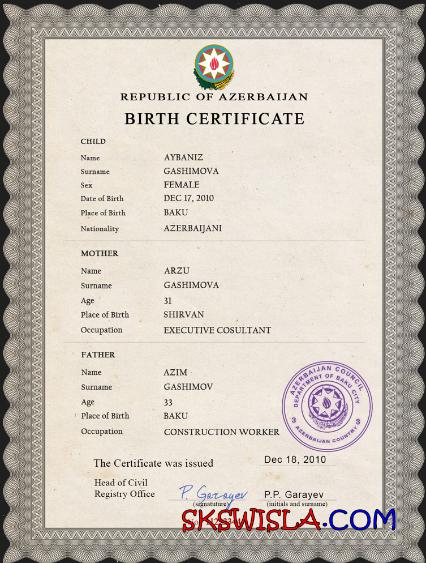 REPUBLIC OF AZERBAIJAN
BIRTH CERTIFICATE
CHILD
Name AYBANIZ
Surname GASHIMOVA
Sex FEMALE
Date of Birth DEC 17, 2010
Place of Birth BAKU
Nationality AZERBAIJANI
MOTHER
Name ARZU
Surname GASHIMOVA
Age 31
Place of Birth SHIRVAN
Occupation EXECUTIVE COSULTANT
FATHER
Name AZIM
Surname GASHIMOV
Age 33
Place of Birth BAKU
Occupation CONSTRUCTION WORKER
AZERBAIJAN COUNCIL
DEPARTMENT OF BAKU CITY
AZERBAIJAN COUNTRY
The Certificate was issued Dec 18, 2010
Head of Civil
Registry Office P. Garayev P.P. Garayev
(signature) (initials and surname)
SKSWISLA.COM